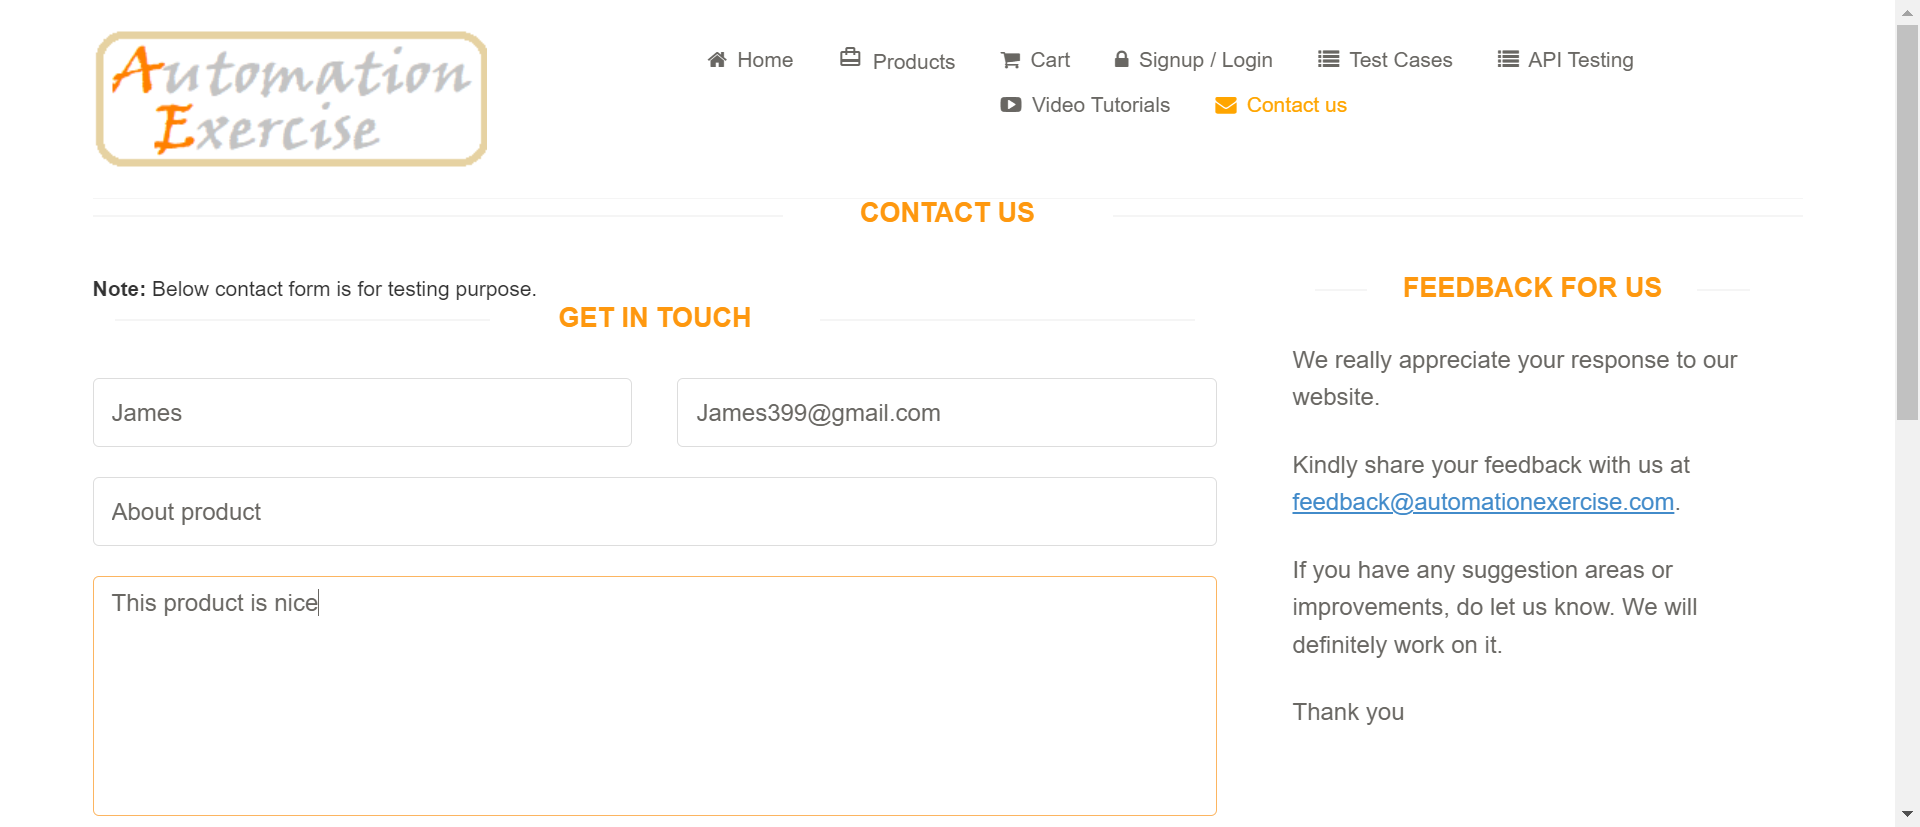 Automation
Exercise
Home Products Cart Signup / Login Test Cases API Testing
Video Tutorials Contact us
CONTACT US
Note: Below contact form is for testing purpose.
GET IN TOUCH
James James399@gmail.com
About product
This product is nice
FEEDBACK FOR US
We really appreciate your response to our
website.
Kindly share your feedback with us at
feedback@automationexercise.com.
If you have any suggestion areas or
improvements, do let us know. We will
definitely work on it.
Thank you